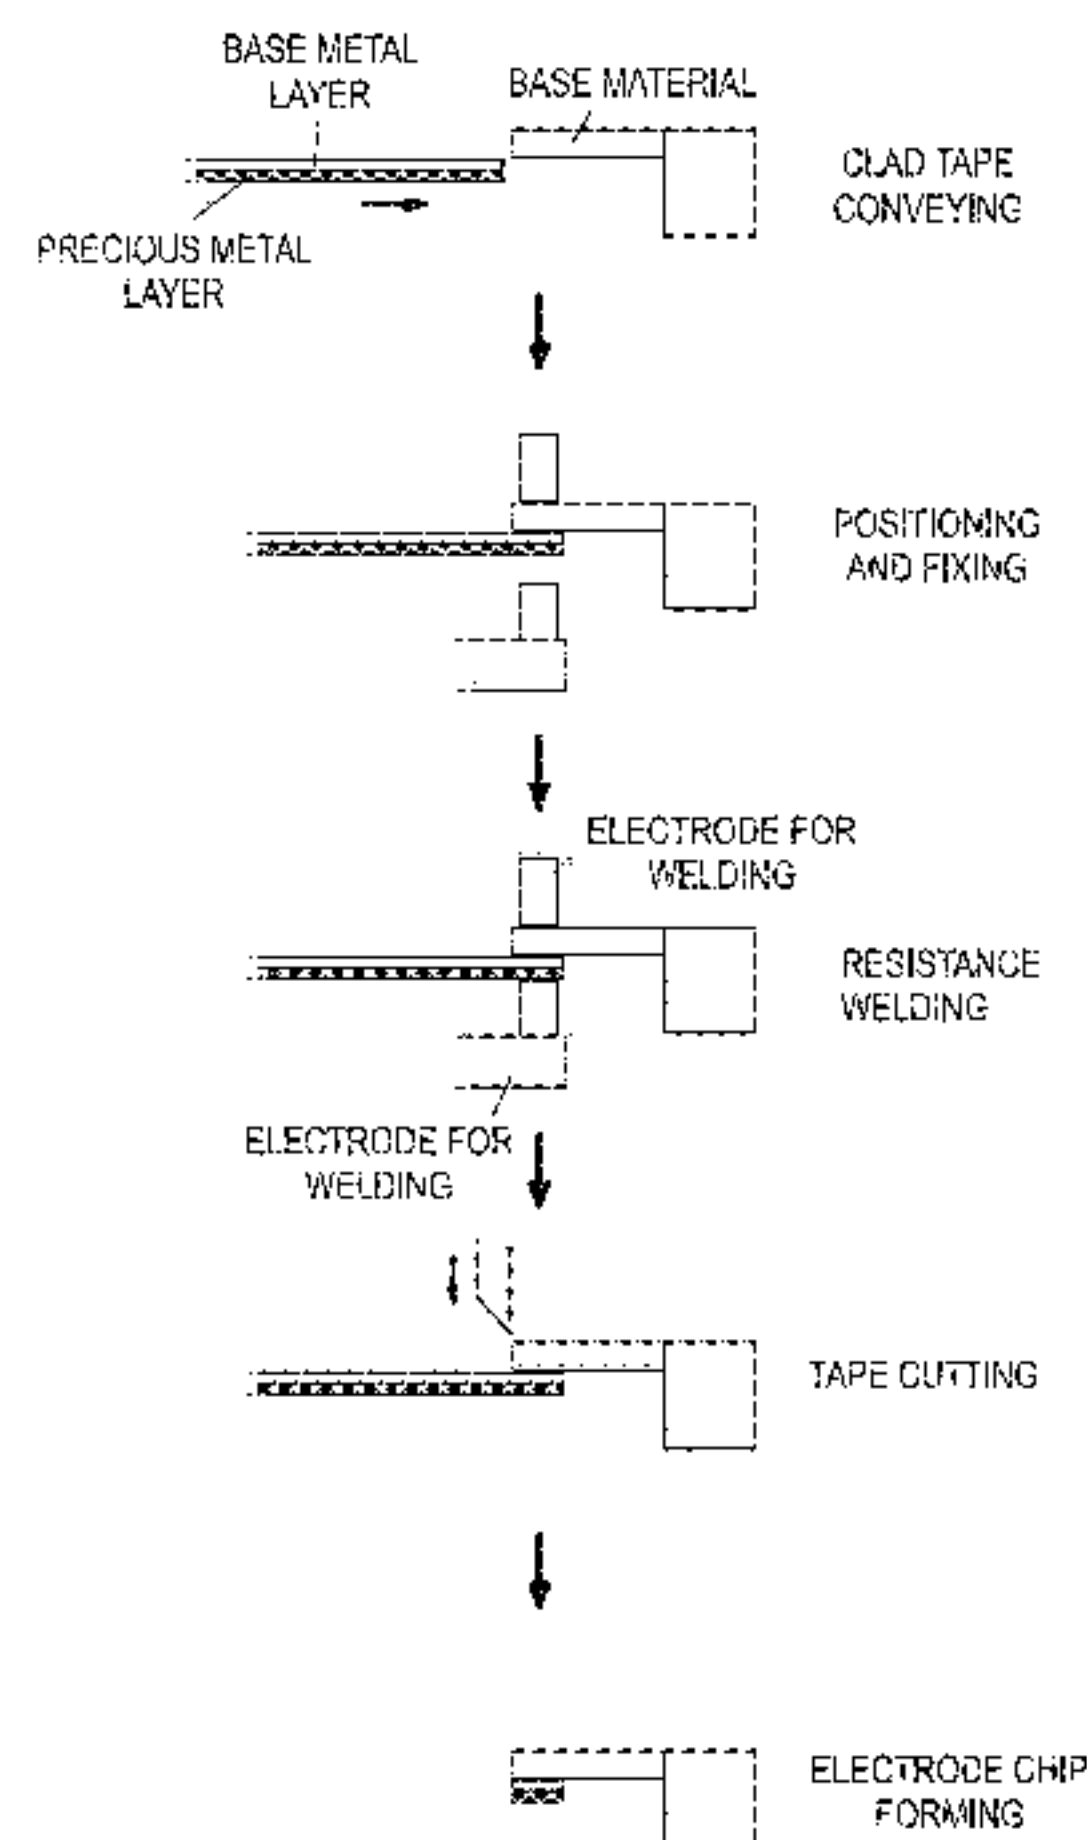 BASE METAL
LAYER
BASE MATERIAL
CLAD TAPE
CONVEYING
PRECIOUS METAL
LAYER
POSITIONING
AND FIXING
ELECTRODE FOR
WELDING
RESISTANCE
WELDING
ELECTRODE FOR
WELDING
TAPE CUTTING
ELECTRODE CHIP
FORMING